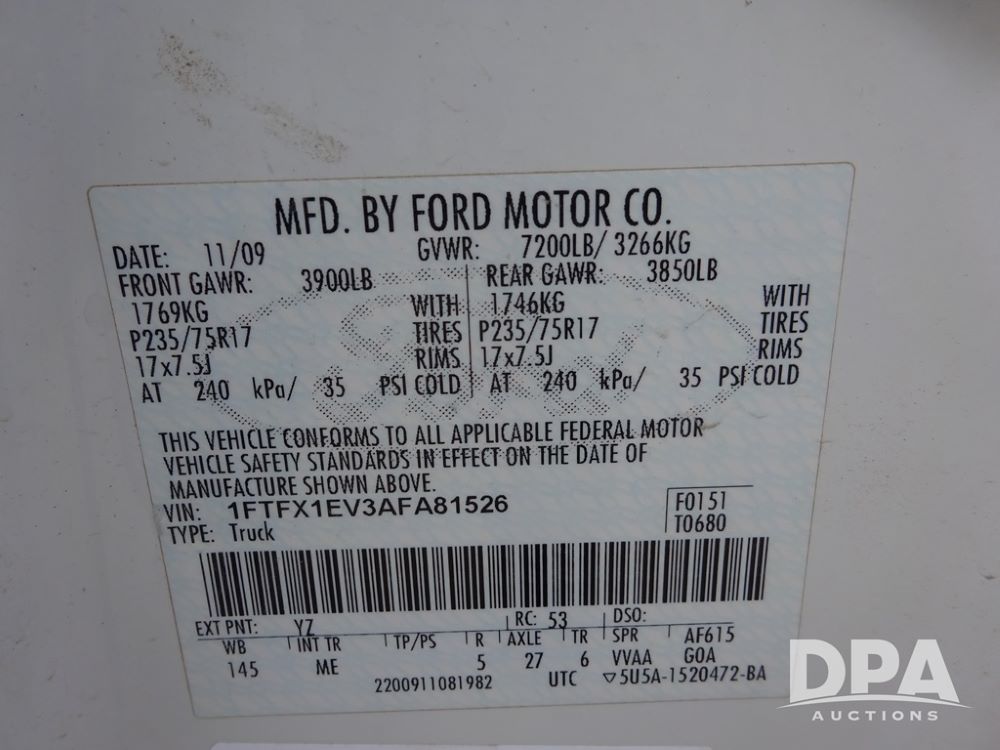 MFD. BY FORD MOTOR CO.
DATE: 11/09 GVWR: 7200LB/ 3266KG
FRONT GAWR: 3900LB REAR GAWR: 3850LB
1769KG WITH 1746KG WITH
P235/75R17 TIRES P235/75R17 TIRES
17x7.5J RIMS 17x7.5J RIMS
AT 240 kPa/ 35 PSI COLD AT 240 kPa/ 35 PSI COLD
THIS VEHICLE CONFORMS TO ALL APPLICABLE FEDERAL MOTOR
VEHICLE SAFETY STANDARDS IN EFFECT ON THE DATE OF
MANUFACTURE SHOWN ABOVE.
VIN: 1FTFX1EV3AFA81526 F0151
TYPE: Truck T0680
EXT PNT: YZ RC: 53 DSO:
WB INT TR TP/PS R AXLE TR SPR AF615
145 ME 5 27 6 VVAA GOA
2200911081982 UTC ▽5U5A-1520472-BA
DPA
AUCTIONS